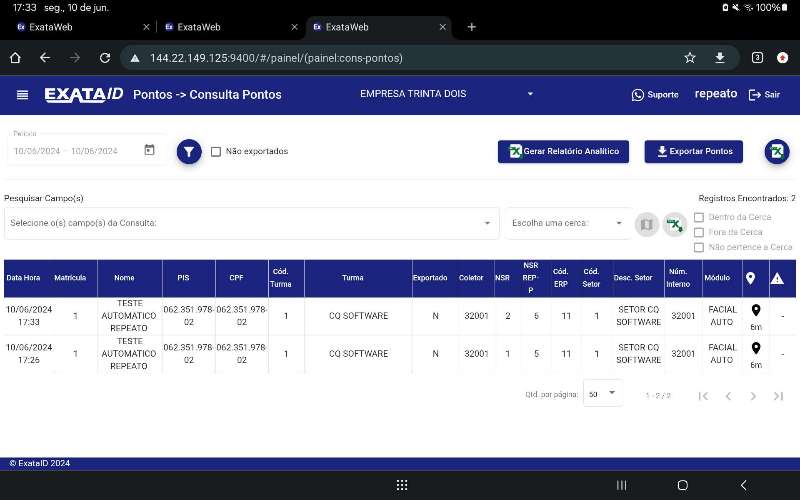 17:33 seg., 10 de jun.
100%
Ex ExataWeb
Ex ExataWeb
Ex ExataWeb
144.22.149.125:9400/#/painel/(painel:cons-pontos)
3
EXATAID
Pontos -> Consulta Pontos
EMPRESA TRINTA DOIS
Suporte
repeato
Sair
Período
10/06/2024 – 10/06/2024
Não exportados
Gerar Relatório Analítico
Exportar Pontos
Pesquisar Campo(s)
Registros Encontrados: 2
Selecione o(s) campo(s) da Consulta:
Escolha uma cerca:
Dentro da Cerca
Fora da Cerca
Não pertence a Cerca
Data Hora Matrícula Nome PIS CPF Cód. Turma Turma Exportado Coletor NSR NSR REP-P Cód. ERP Cód. Setor Desc. Setor Núm. Interno Módulo
10/06/2024 17:33 1 TESTE AUTOMATICO REPEATO 062.351.978-02 062.351.978-02 1 CQ SOFTWARE N 32001 2 6 11 1 SETOR CQ SOFTWARE 32001 FACIAL AUTO 6m -
10/06/2024 17:26 1 TESTE AUTOMATICO REPEATO 062.351.978-02 062.351.978-02 1 CQ SOFTWARE N 32001 1 5 11 1 SETOR CQ SOFTWARE 32001 FACIAL AUTO 6m -
Qtd. por página: 50
1 - 2 / 2
© ExataID 2024